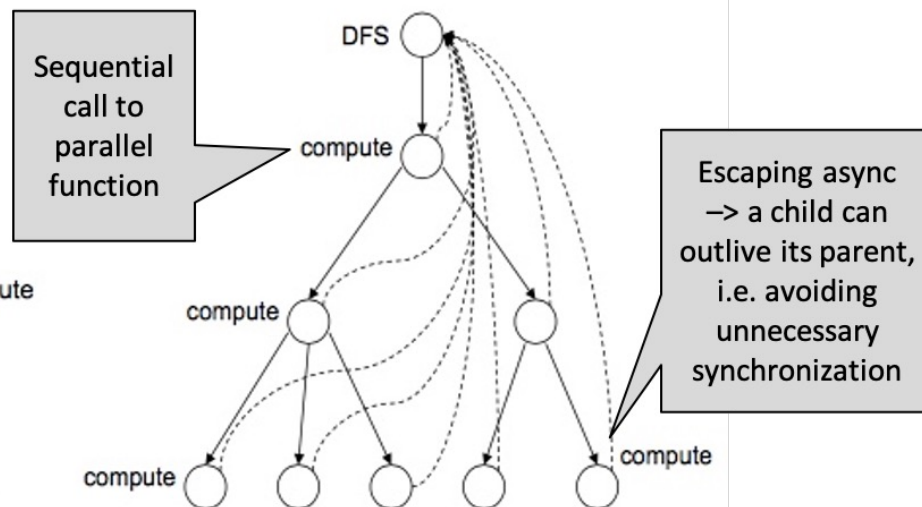 DFS
Sequential
call to
parallel
function
compute
Escaping async
–> a child can
outlive its parent,
i.e. avoiding
unnecessary
synchronization
ute
compute
compute
compute